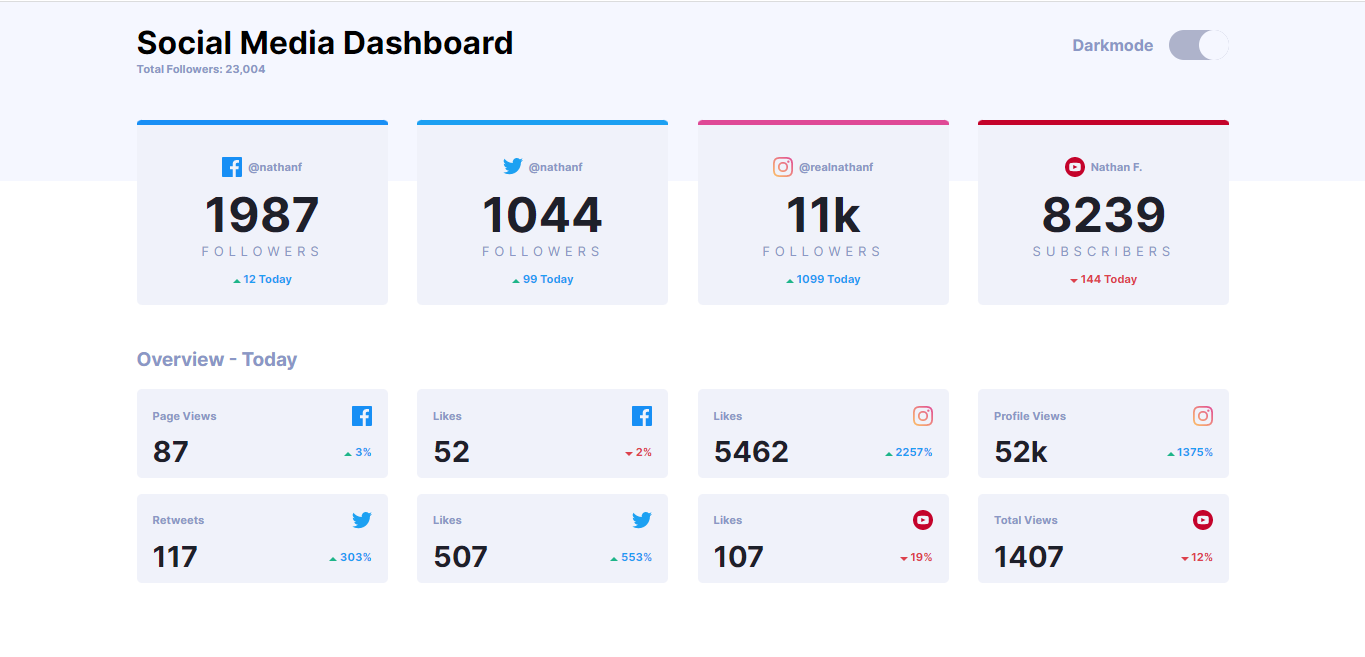 Social Media Dashboard
Darkmode
Total Followers: 23,004
@nathanf
1987
FOLLOWERS
12 Today
@nathanf
1044
FOLLOWERS
99 Today
@realnathanf
11k
FOLLOWERS
1099 Today
Nathan F.
8239
SUBSCRIBERS
144 Today
Overview - Today
Page Views
87
3%
Likes
52
2%
Likes
5462
2257%
Profile Views
52k
1375%
Retweets
117
303%
Likes
507
553%
Likes
107
19%
Total Views
1407
12%